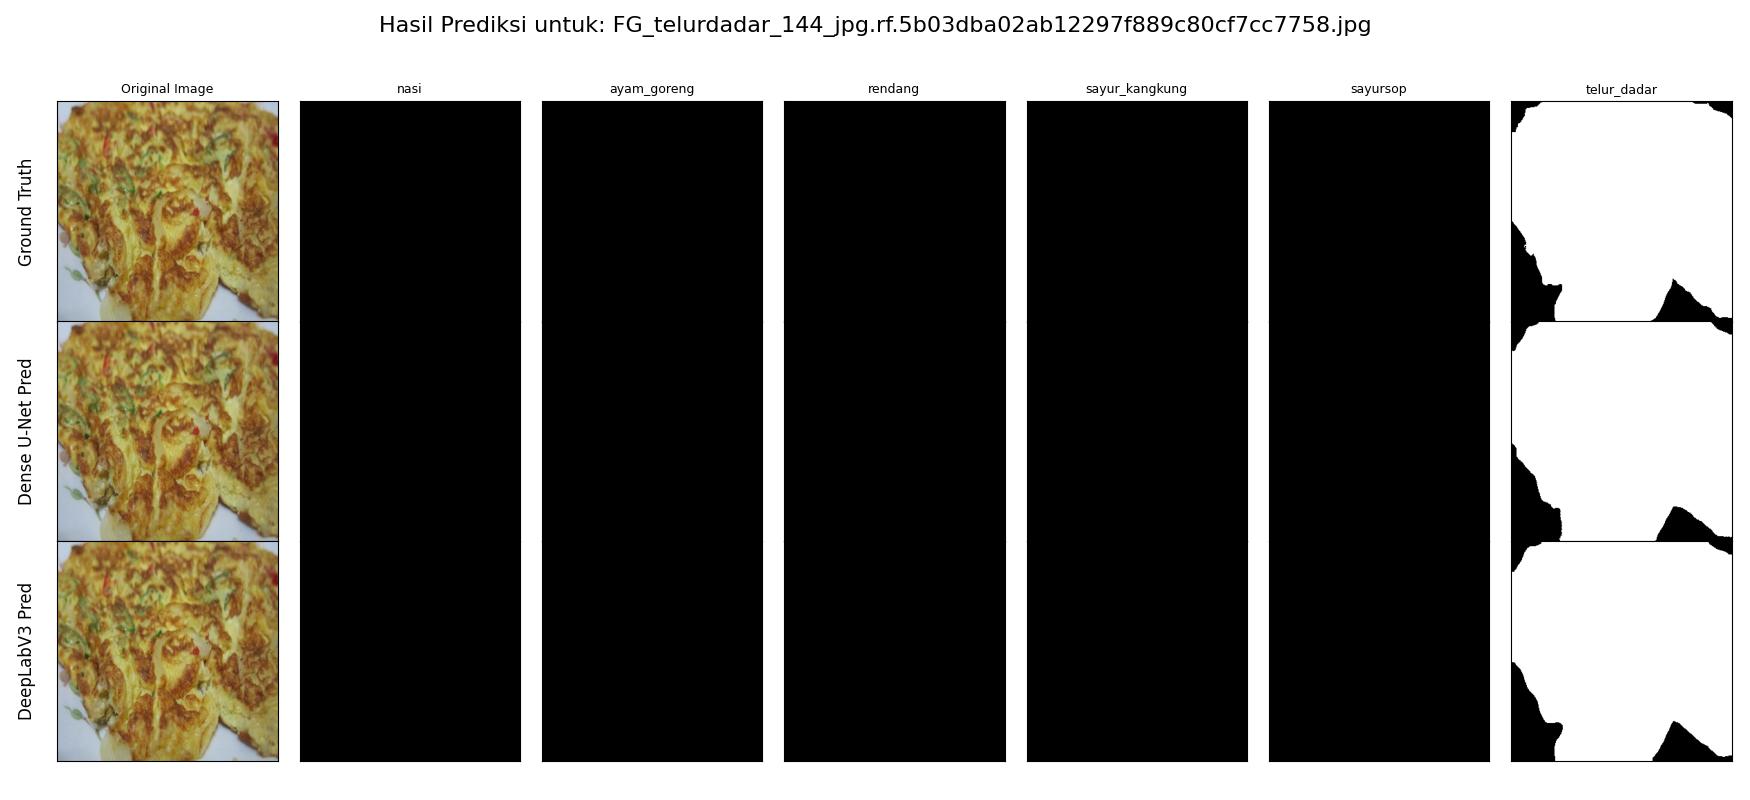 Hasil Prediksi untuk: FG_telurdadar_144_jpg.rf.5b03dba02ab12297f889c80cf7cc7758.jpg
Original Image
nasi
ayam_goreng
rendang
sayur_kangkung
sayursop
telur_dadar
Ground Truth
Dense U-Net Pred
DeepLabV3 Pred